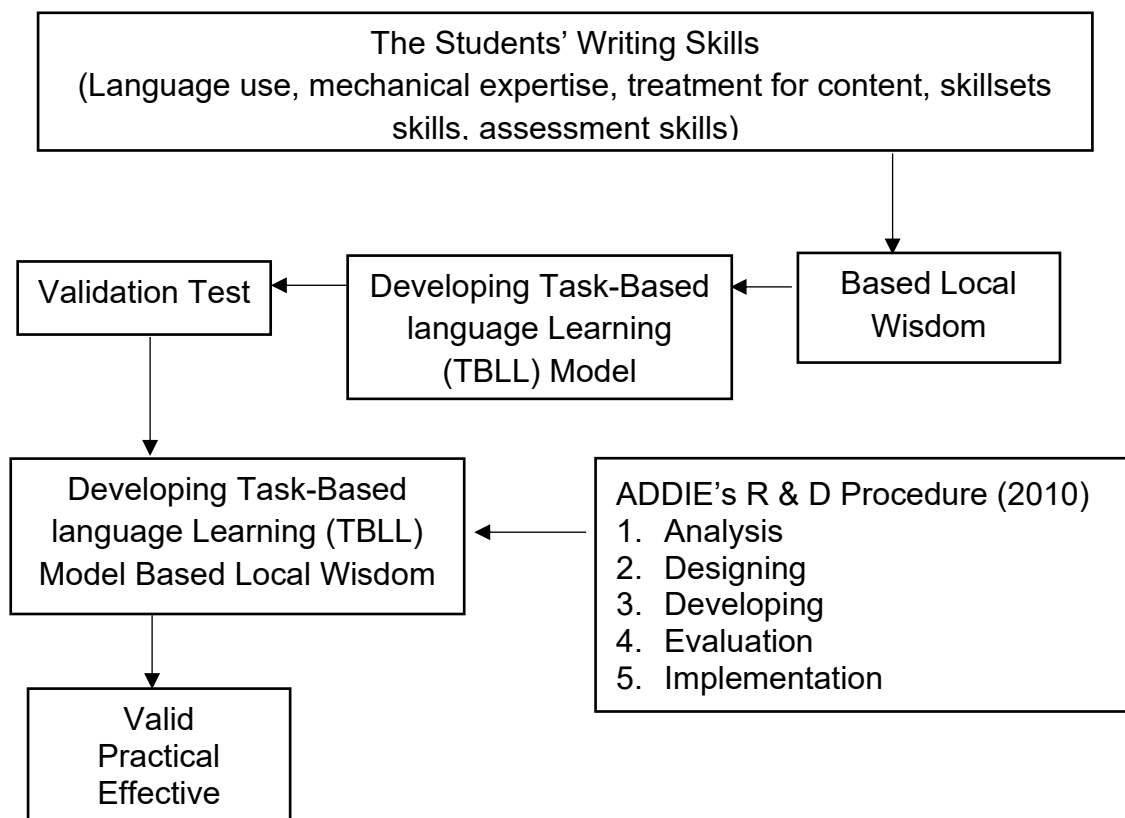 The Students’ Writing Skills
(Language use, mechanical expertise, treatment for content, skillsets
skills, assessment skills)
Validation Test
Developing Task-Based
language Learning
(TBLL) Model
Based Local
Wisdom
Developing Task-Based
language Learning (TBLL)
Model Based Local Wisdom
ADDIE’s R & D Procedure (2010)
1. Analysis
2. Designing
3. Developing
4. Evaluation
5. Implementation
Valid
Practical
Effective